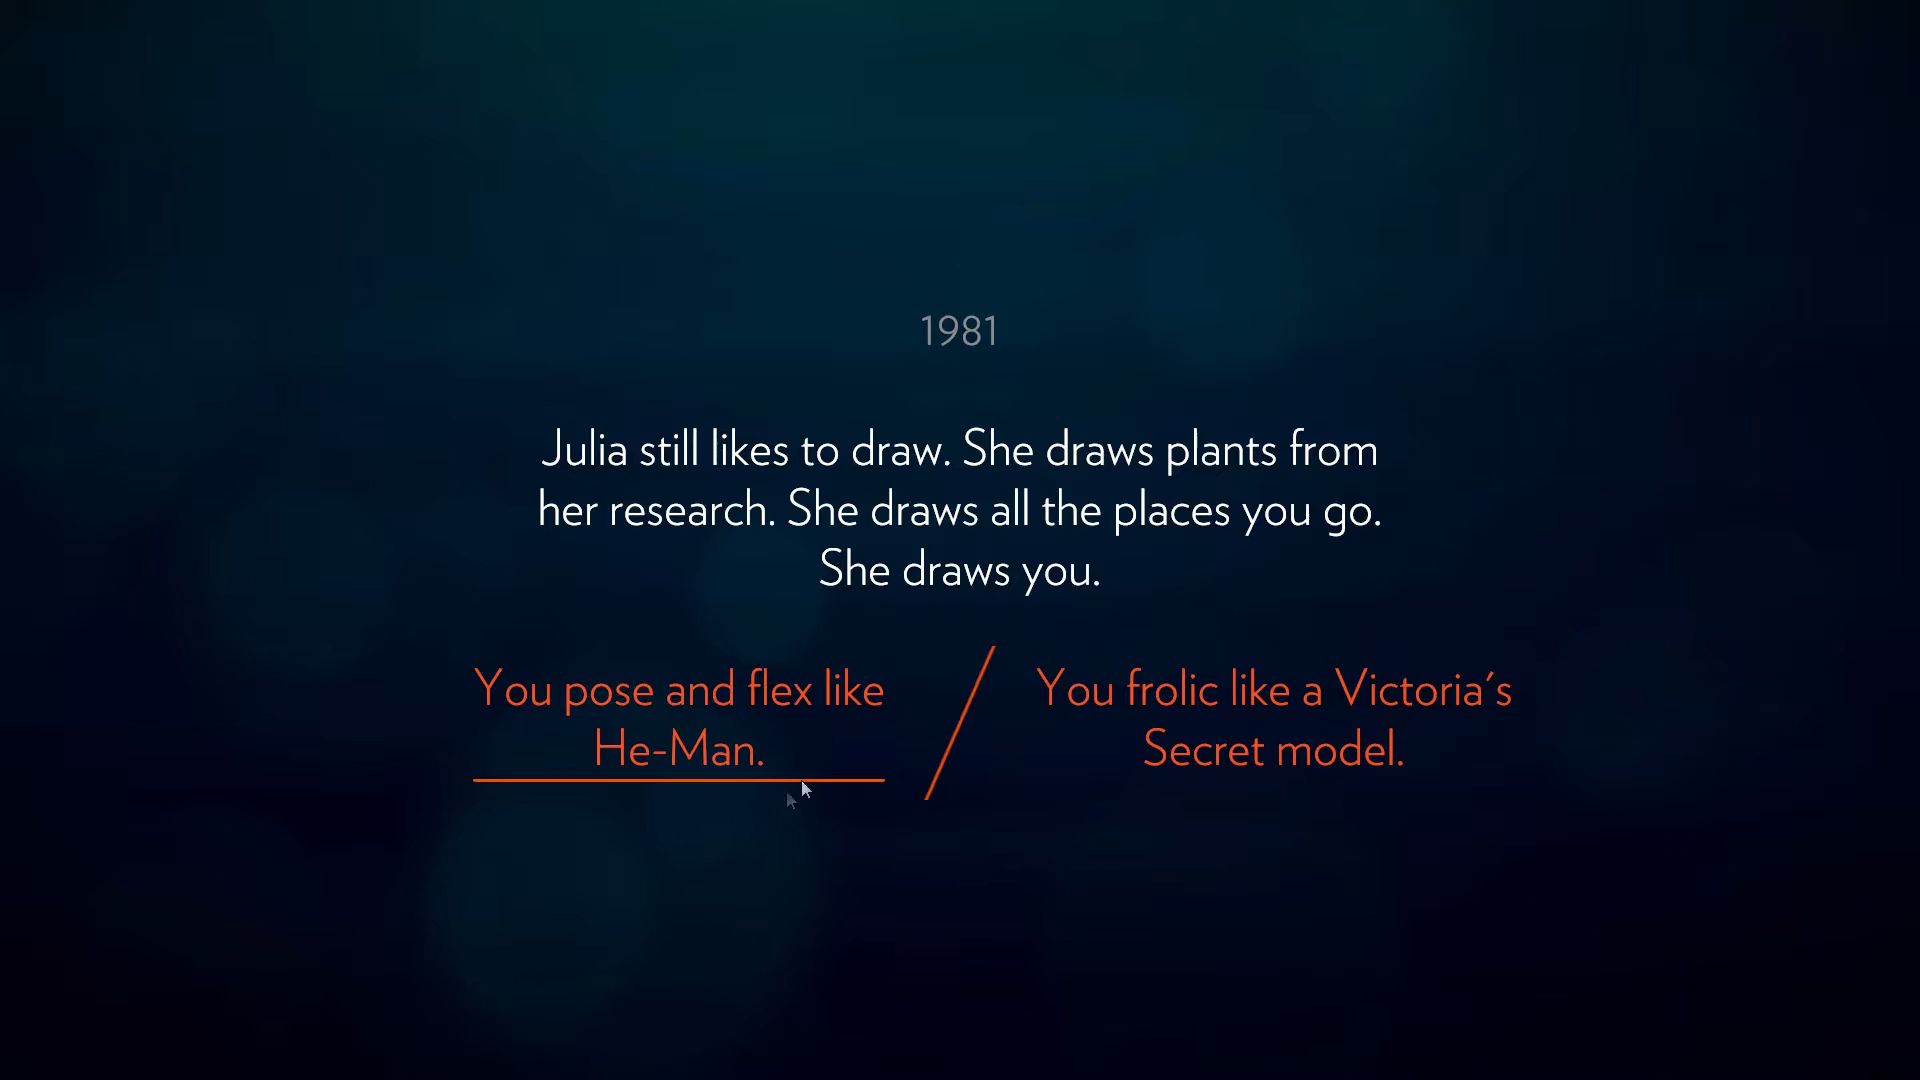 1981
Julia still likes to draw. She draws plants from
her research. She draws all the places you go.
She draws you.
You pose and flex like
He-Man.
You frolic like a Victoria's
Secret model.